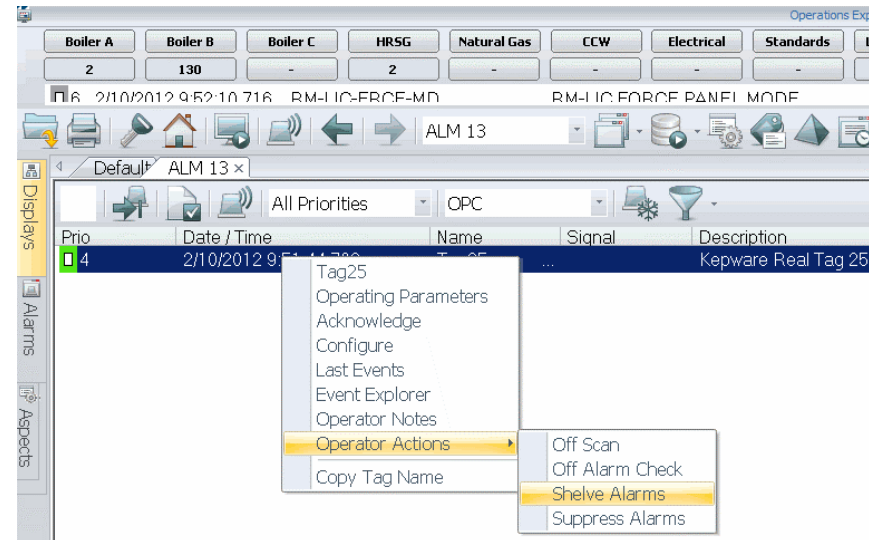 Operations Exp
Boiler A Boiler B Boiler C HRSG Natural Gas CCW Electrical Standards L
2 130 - 2 - - - -
6 2/10/2012 9:52:10.716 RM-LIC-FRCE-MD RM-LIC FORCE PANEL MODE
ALM 13
Default ALM 13 ×
All Priorities OPC
Prio Date / Time Name Signal Description
4 2/10/2012 ... Kepware Real Tag 25
Tag25
Operating Parameters
Acknowledge
Configure
Last Events
Event Explorer
Operator Notes
Operator Actions
Copy Tag Name
Off Scan
Off Alarm Check
Shelve Alarms
Suppress Alarms
Displays
Alarms
Aspects